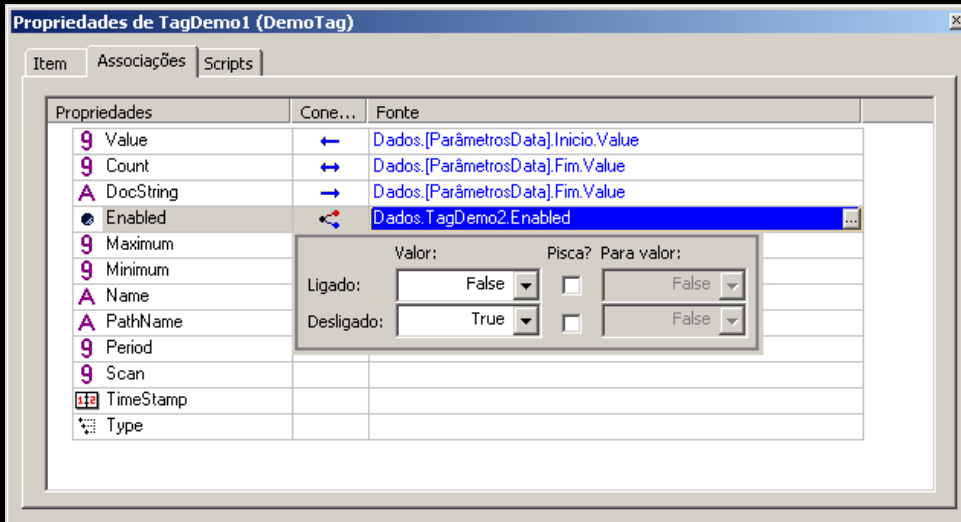 Propriedades de TagDemo1 (DemoTag)
Item Associações Scripts
Propriedades Cone... Fonte
Value Dados.[ParâmetrosData].Inicio.Value
Count Dados.[ParâmetrosData].Fim.Value
DocString Dados.[ParâmetrosData].Fim.Value
Enabled Dados.TagDemo2.Enabled ...
Maximum Valor: Pisca? Para valor:
Minimum Ligado: False False
Name
PathName Desligado: True False
Period
Scan
TimeStamp
Type